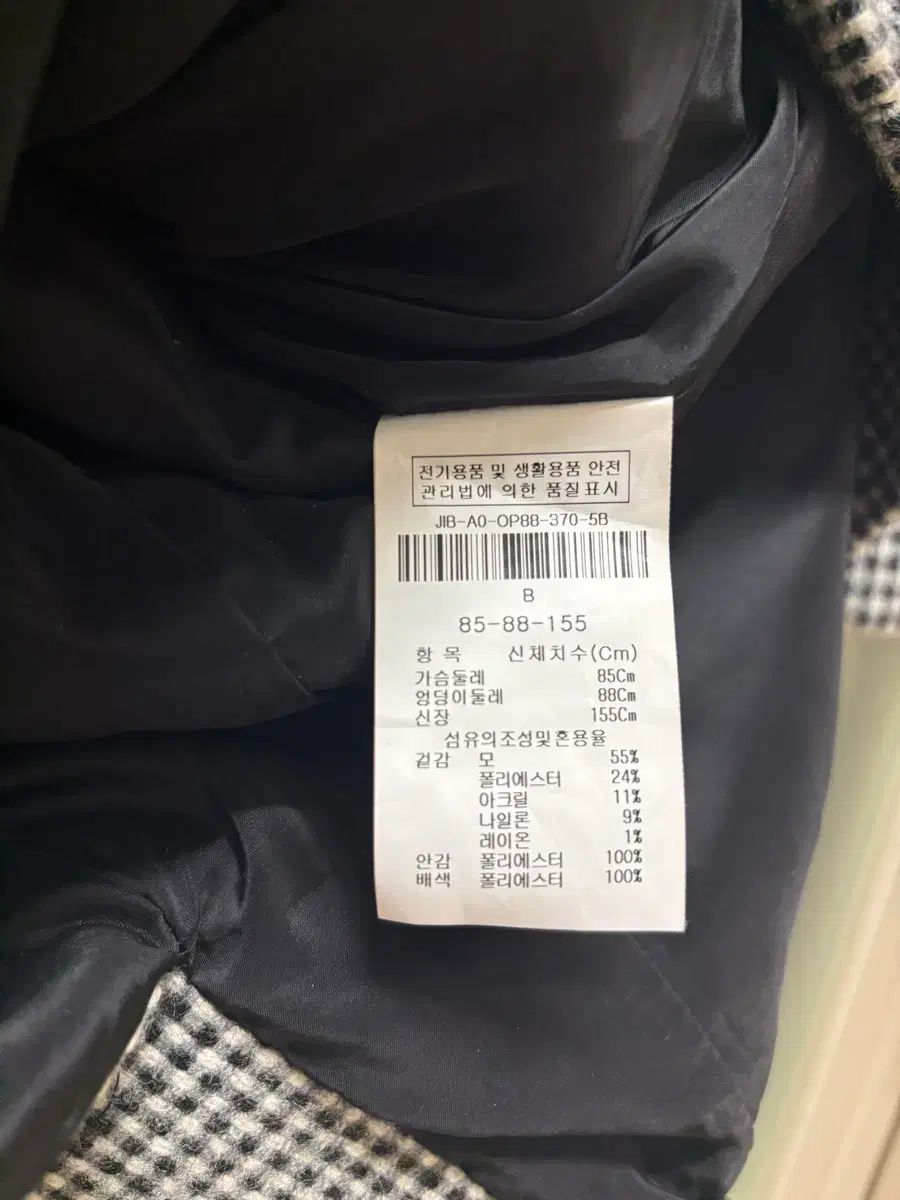 전기용품 및 생활용품 안전
관리법에 의한 품질표시
JIB-A0-OP88-370-5B
B
85-88-155
항 목 신체치수(Cm)
가슴둘레 85Cm
엉덩이둘레 88Cm
신장 155Cm
섬유의조성및혼용율
겉감 모 55%
폴리에스터 24%
아크릴 11%
나일론 9%
레이온 1%
안감 폴리에스터 100%
배색 폴리에스터 100%